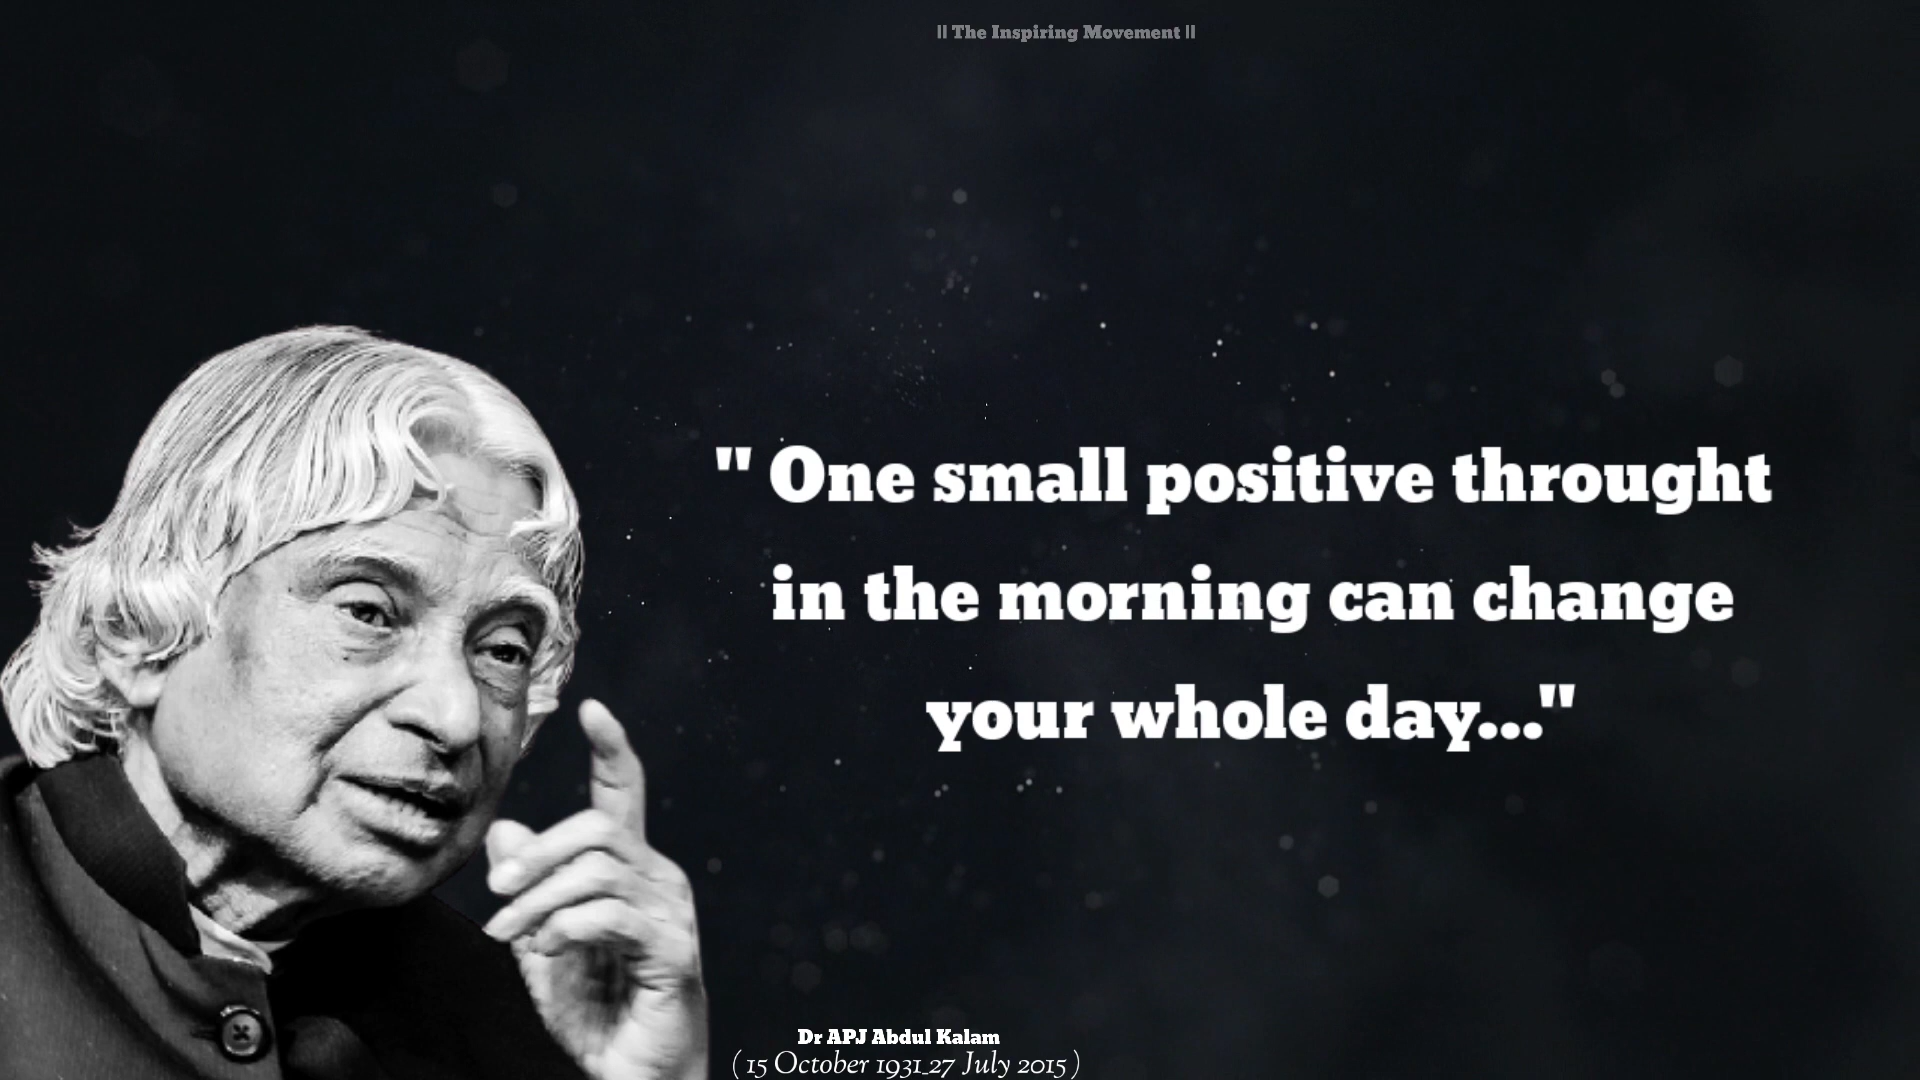 || The Inspiring Movement ||
" One small positive throught
in the morning can change
your whole day..."
Dr APJ Abdul Kalam
( 15 October 1931_27 July 2015 )